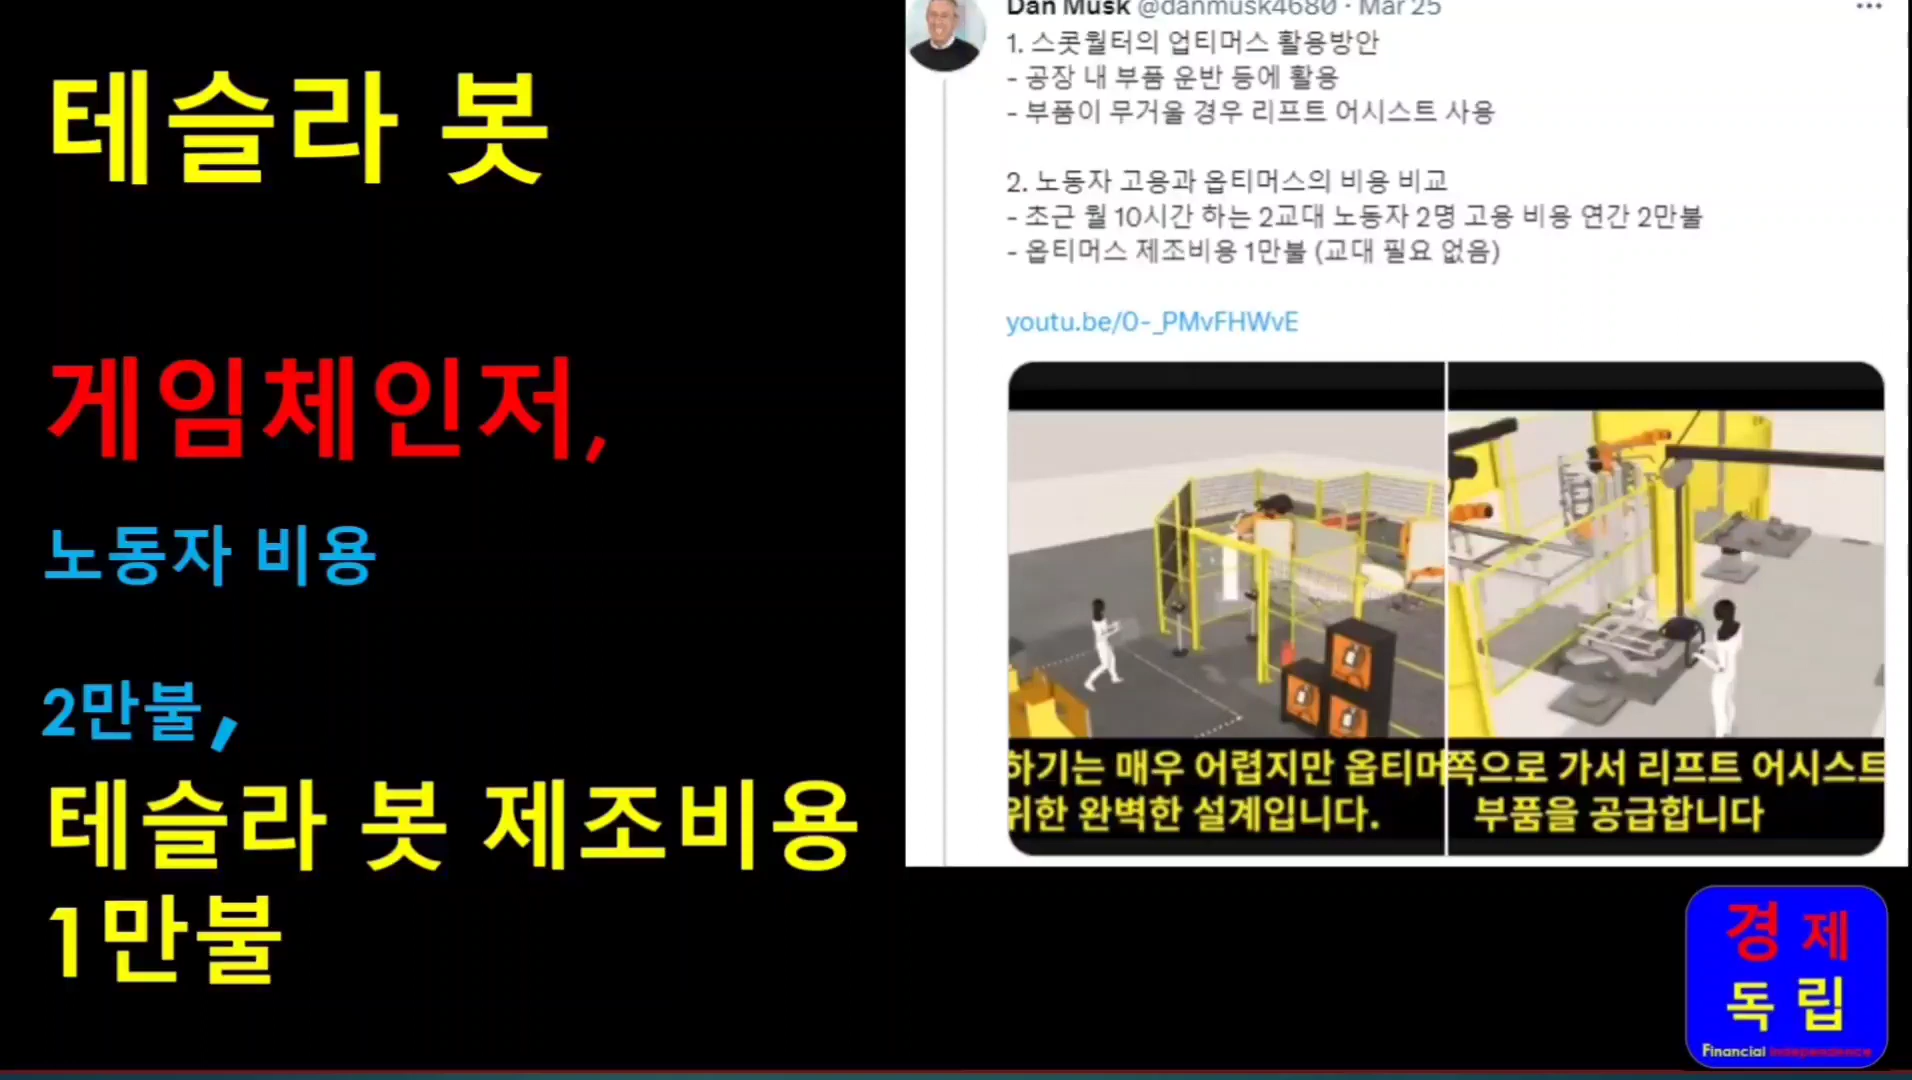 테슬라 봇
게임체인저,
노동자 비용
2만불,
테슬라 봇 제조비용
1만불
Dan Musk @danmusk4680 · Mar 25
1. 스콧월터의 업티머스 활용방안
- 공장 내 부품 운반 등에 활용
- 부품이 무거울 경우 리프트 어시스트 사용
2. 노동자 고용과 옵티머스의 비용 비교
- 초근 월 10시간 하는 2교대 노동자 2명 고용 비용 연간 2만불
- 옵티머스 제조비용 1만불 (교대 필요 없음)
youtu.be/0-_PMvFHWvE
하기는 매우 어렵지만 옵티머
위한 완벽한 설계입니다.
쪽으로 가서 리프트 어시스트
부품을 공급합니다
경제
독립
Financial Independence